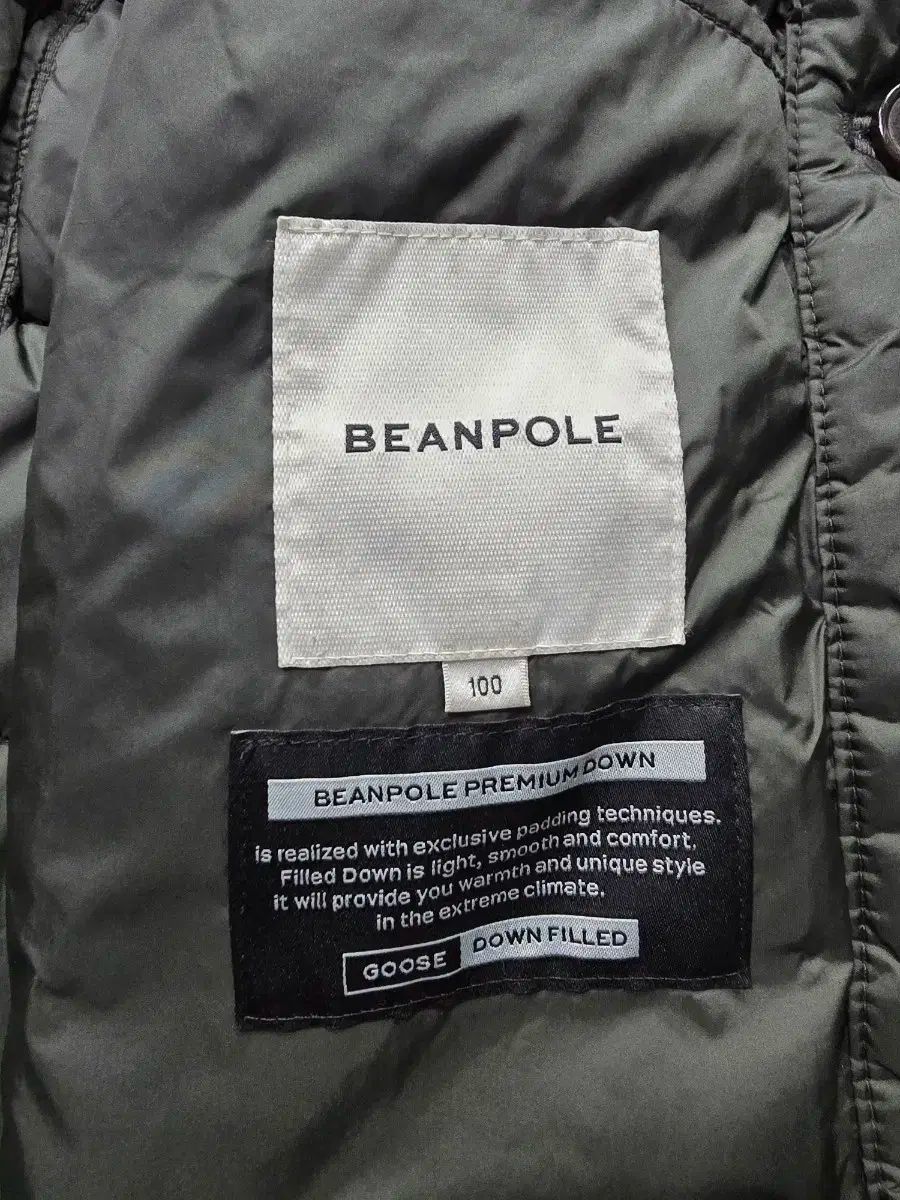 BEANPOLE
100
BEANPOLE PREMIUM DOWN
is realized with exclusive padding techniques.
Filled Down is light, smooth and comfort.
it will provide you warmth and unique style
in the extreme climate.
GOOSE DOWN FILLED